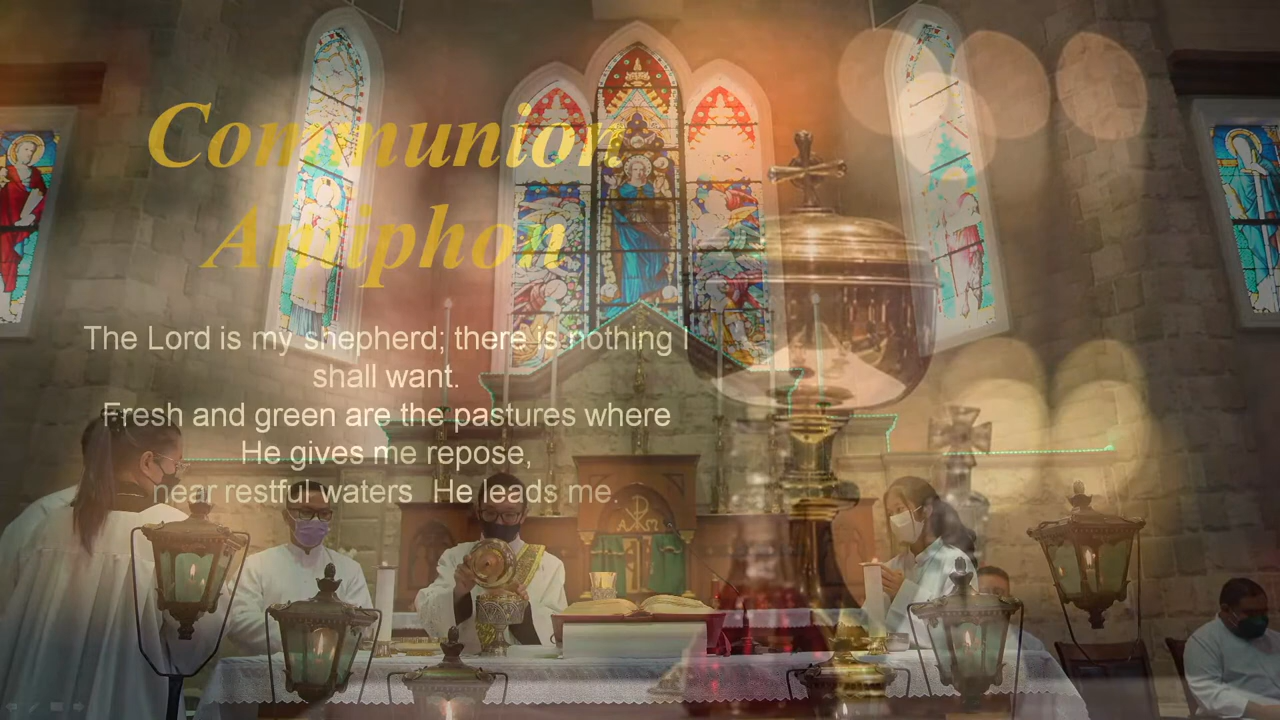 Communion
Antiphon
The Lord is my shepherd; there is nothing I
shall want.
Fresh and green are the pastures where
He gives me repose,
near restful waters He leads me.
Α Ω